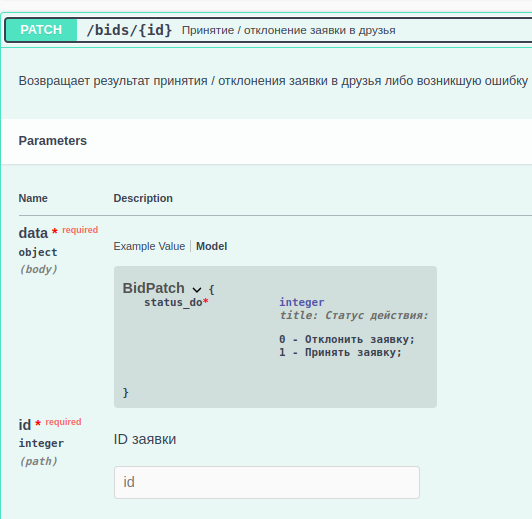 PATCH /bids/{id} Принятие / отклонение заявки в друзья
Возвращает результат принятия / отклонения заявки в друзья либо возникшую ошибку
Parameters
Name Description
data * required
object
(body)
Example Value | Model
BidPatch {
status_do* integer
title: Статус действия:
0 - Отклонить заявку;
1 - Принять заявку;
}
id * required
integer
(path)
ID заявки
id